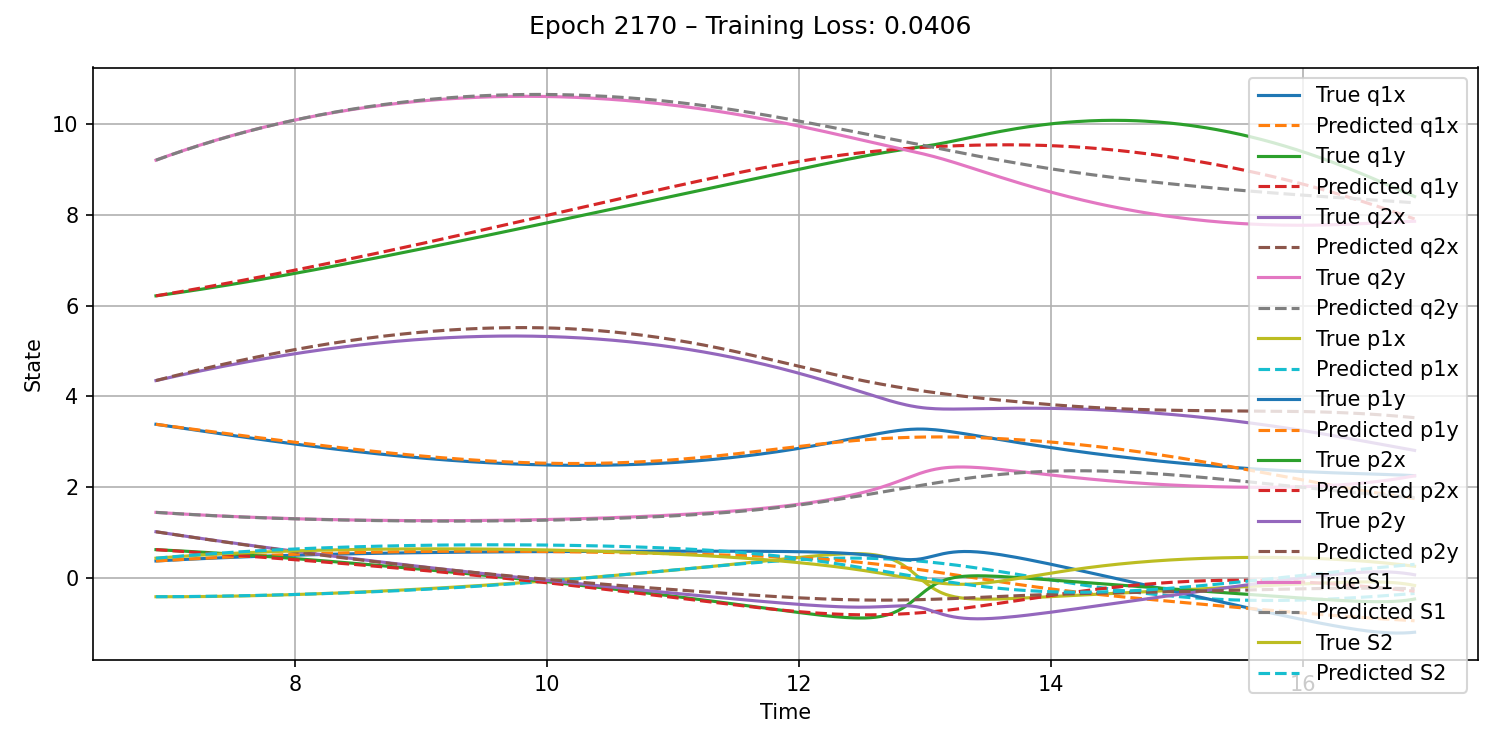 Epoch 2170 – Training Loss: 0.0406
State
10
8
6
4
2
0
8
10
12
14
16
Time
True q1x
Predicted q1x
True q1y
Predicted q1y
True q2x
Predicted q2x
True q2y
Predicted q2y
True p1x
Predicted p1x
True p1y
Predicted p1y
True p2x
Predicted p2x
True p2y
Predicted p2y
True S1
Predicted S1
True S2
Predicted S2